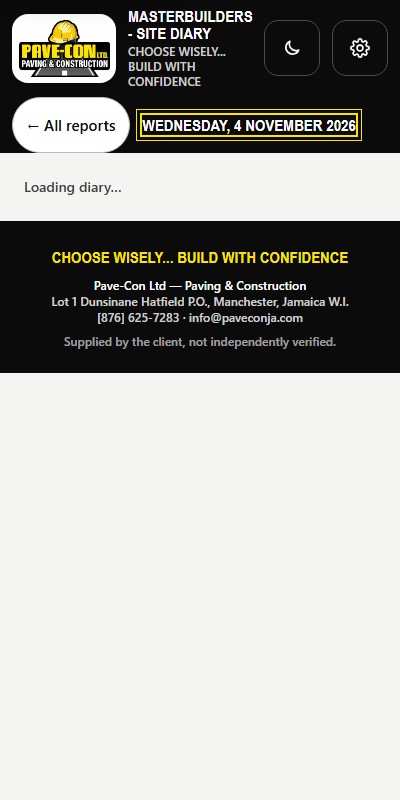 PAVE-CON LTD.
PAVING & CONSTRUCTION
MASTERBUILDERS
- SITE DIARY
CHOOSE WISELY...
BUILD WITH
CONFIDENCE
← All reports
WEDNESDAY, 4 NOVEMBER 2026
Loading diary...
CHOOSE WISELY... BUILD WITH CONFIDENCE
Pave-Con Ltd — Paving & Construction
Lot 1 Dunsinane Hatfield P.O., Manchester, Jamaica W.I.
[876] 625-7283 · info@paveconja.com
Supplied by the client, not independently verified.